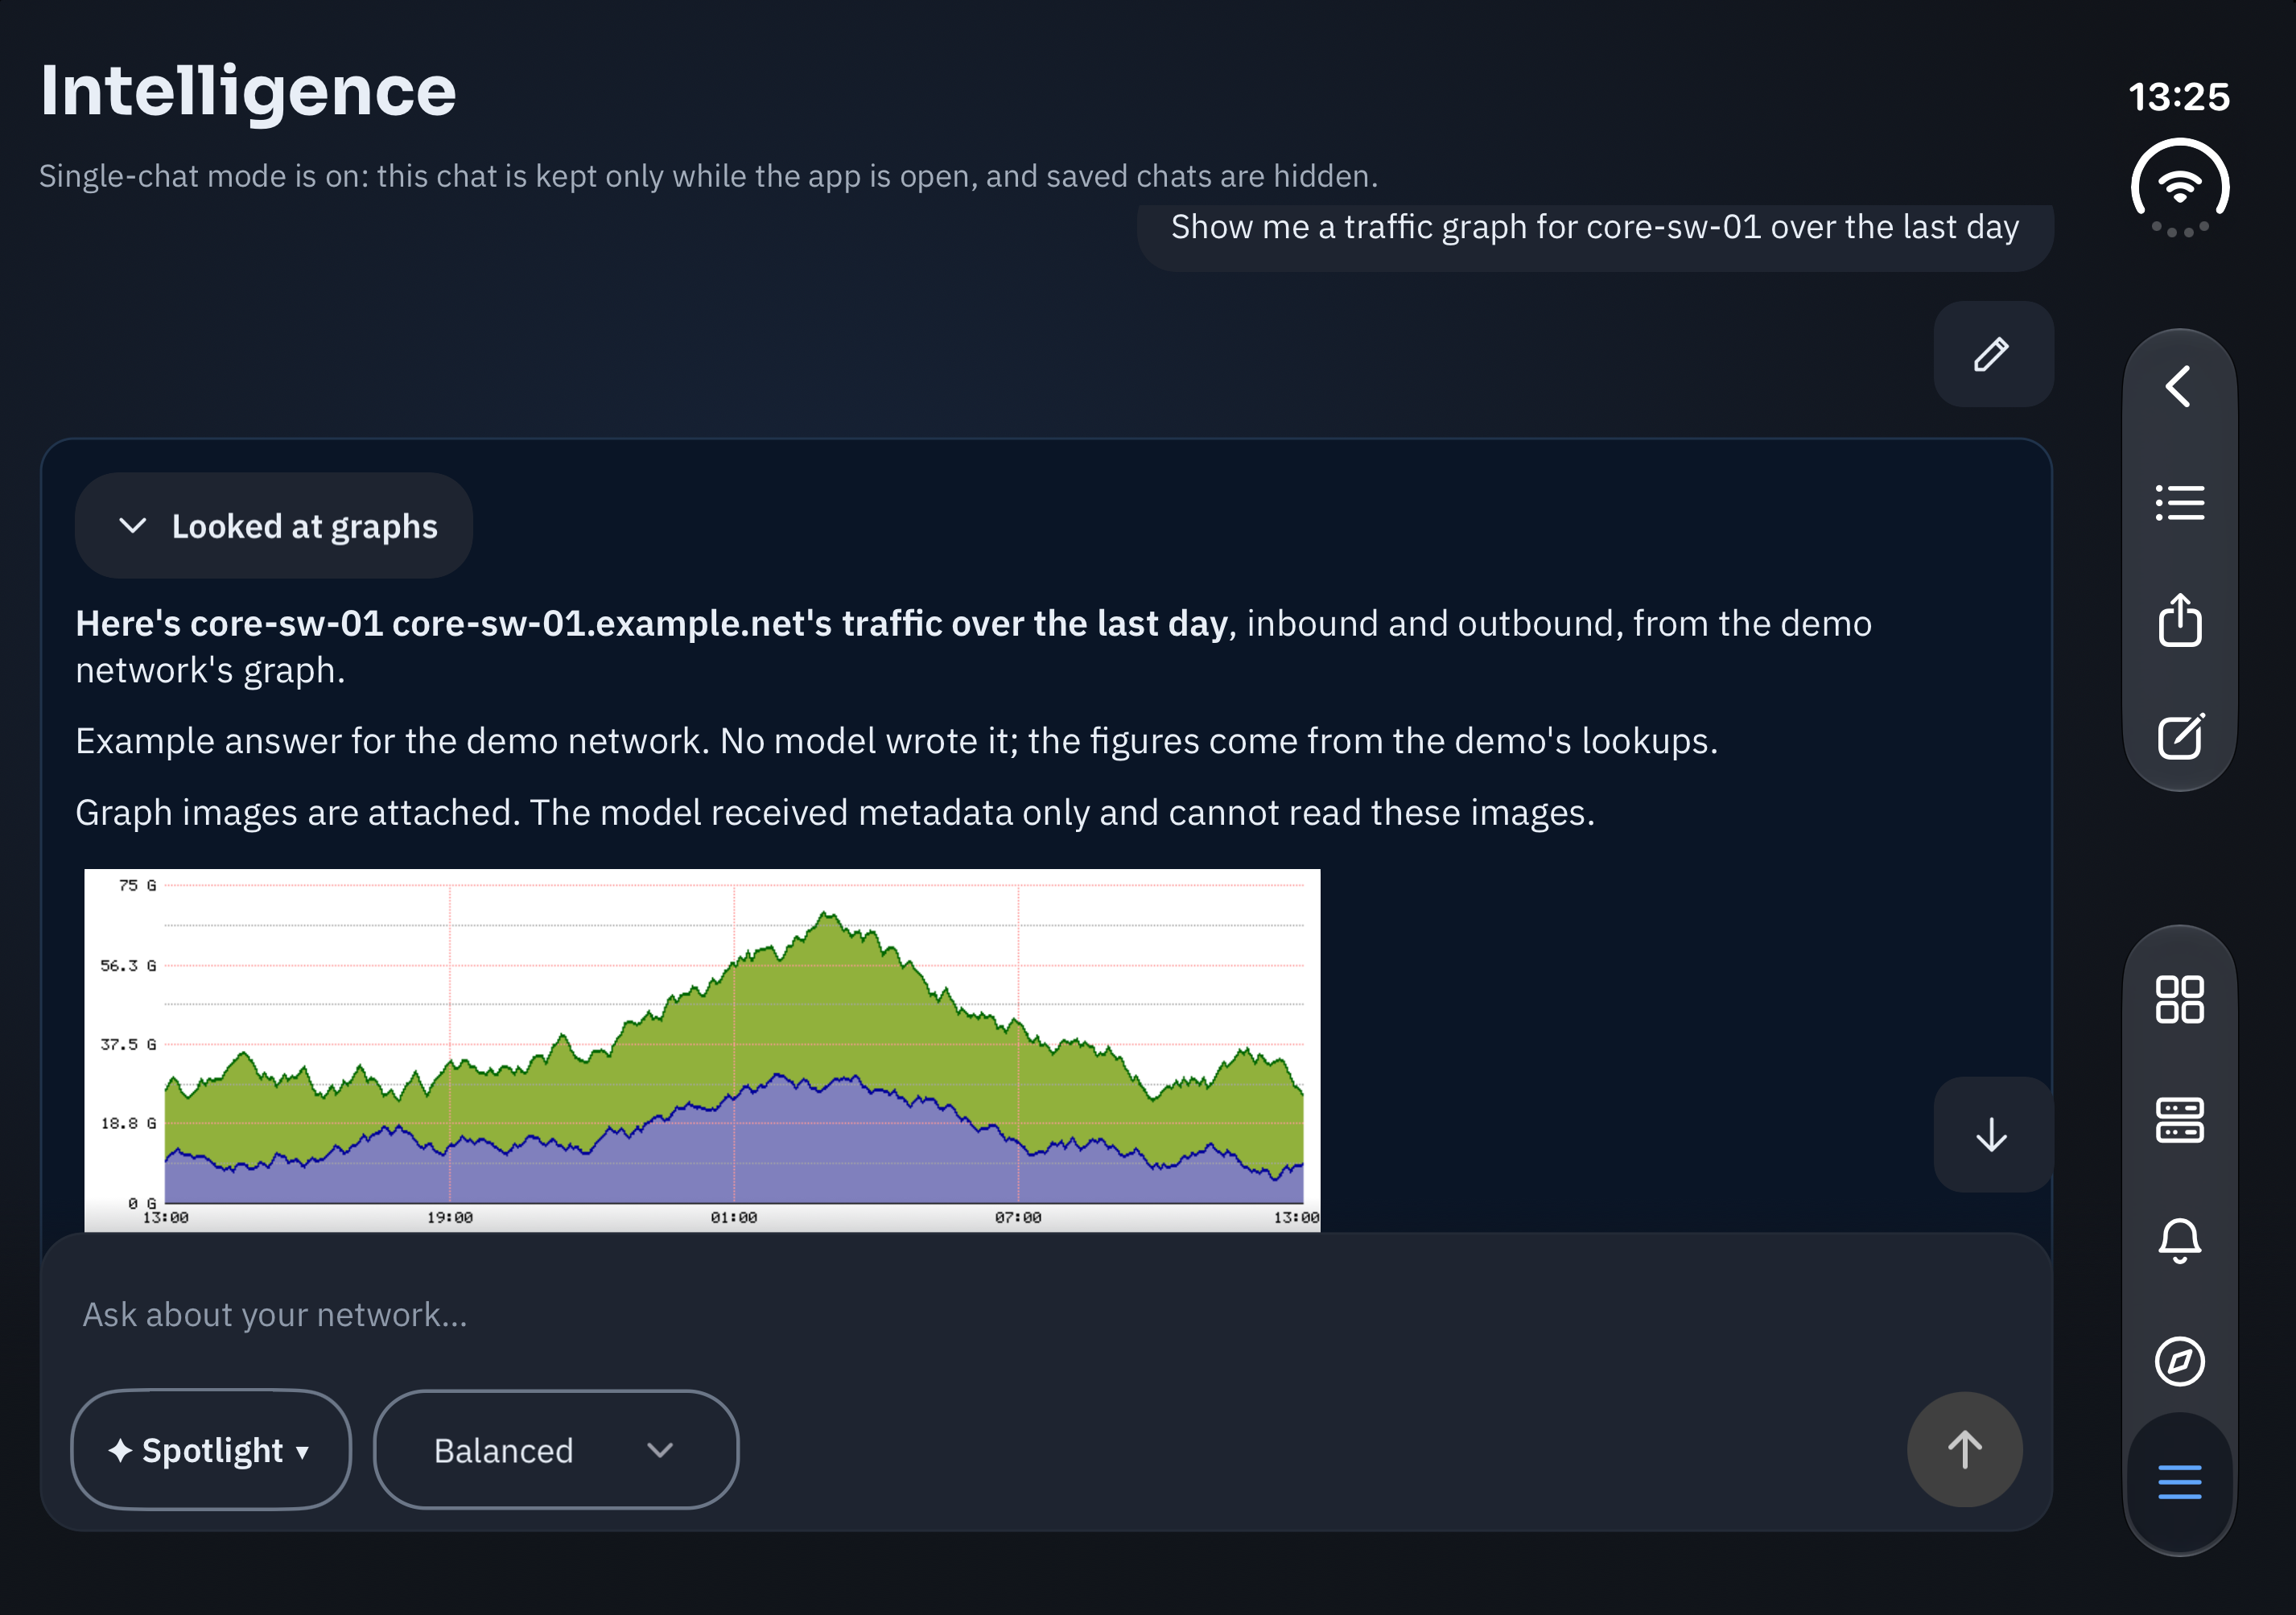 Intelligence
13:25
Single-chat mode is on: this chat is kept only while the app is open, and saved chats are hidden.
Show me a traffic graph for core-sw-01 over the last day
Looked at graphs
Here's core-sw-01 core-sw-01.example.net's traffic over the last day, inbound and outbound, from the demo
network's graph.
Example answer for the demo network. No model wrote it; the figures come from the demo's lookups.
Graph images are attached. The model received metadata only and cannot read these images.
75 G
56.3 G
37.5 G
18.8 G
0 G
13:00 19:00 01:00 07:00 13:00
Ask about your network...
Spotlight
Balanced